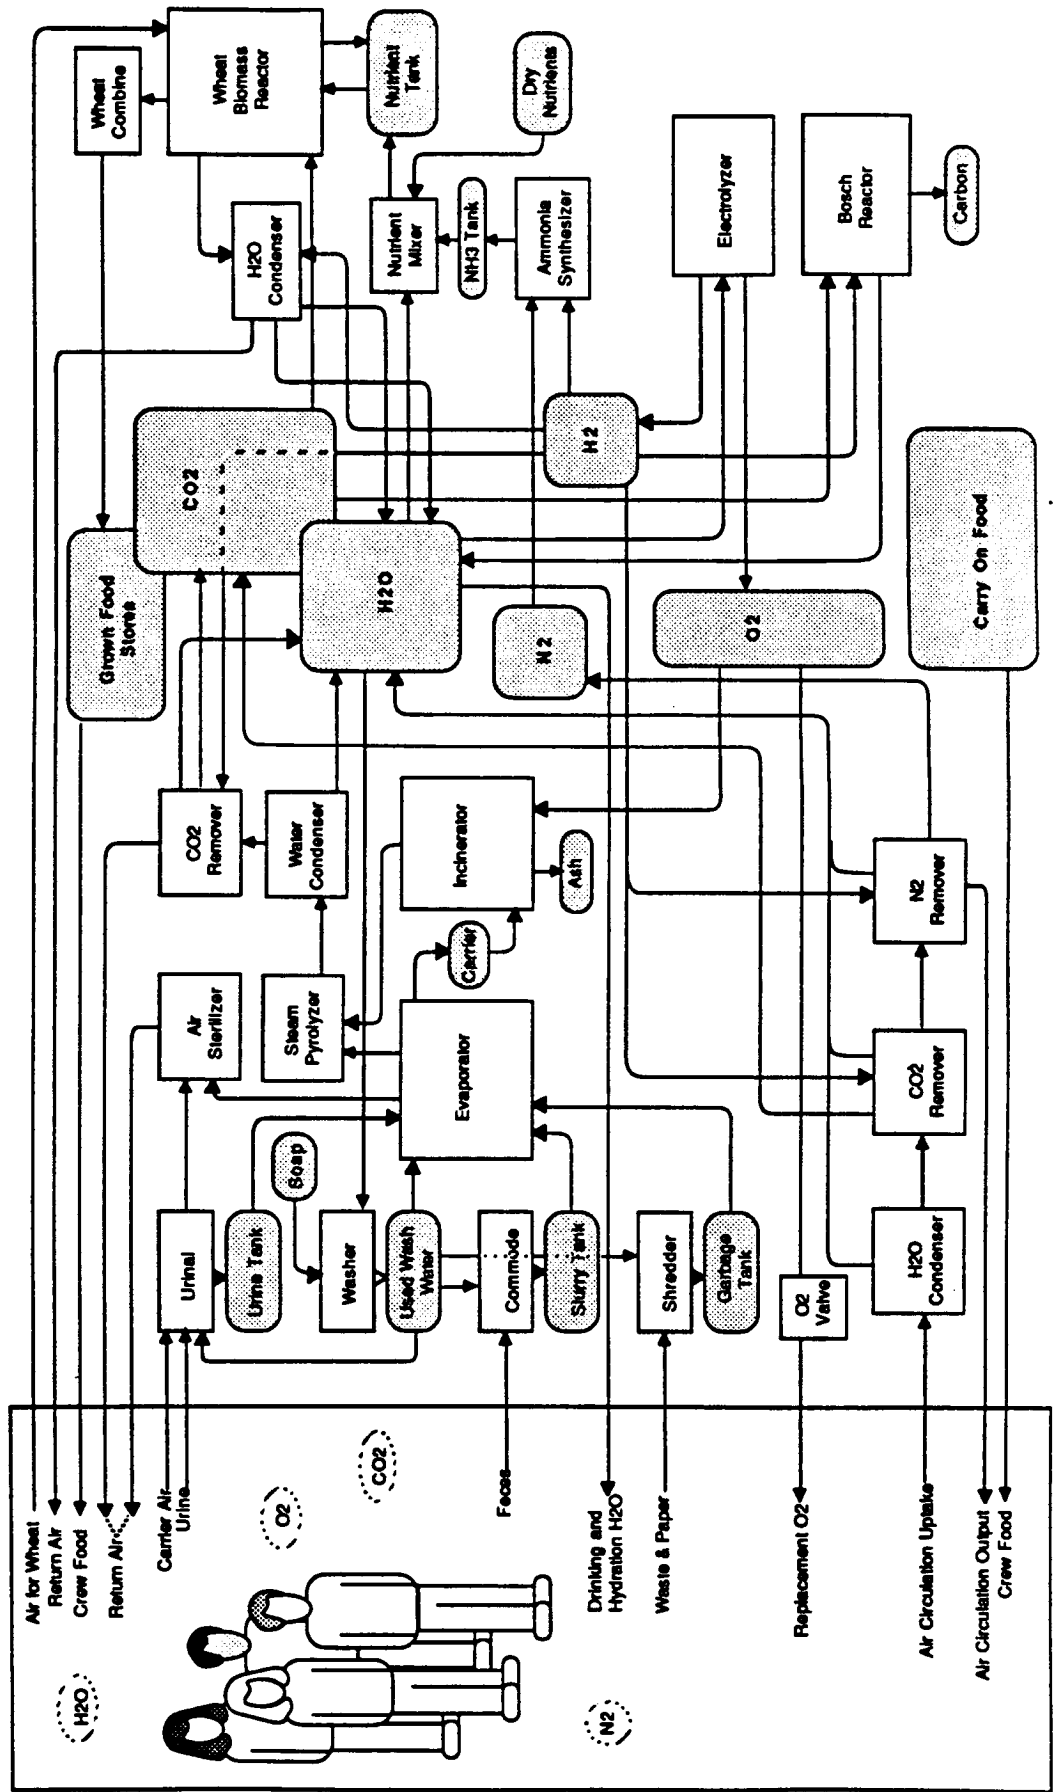 Air for Wheat
Return Air
Crew Food
Return Air
Carrier Air
Urine
H2O
O2
CO2
N2
Feces
Drinking and
Hydration H2O
Waste & Paper
Replacement O2
Air Circulation Uptake
Air Circulation Output
Crew Food
Urinal
Urine Tank
Soap
Washer
Used Wash
Water
Commode
Slurry Tank
Shredder
Garbage
Tank
O2
Valve
H2O
Condenser
Air
Sterilizer
Steam
Pyrolyzer
Evaporator
Carrier
CO2
Remover
CO2
Remover
Water
Condenser
Incinerator
Ash
N2
Remover
Grown Food
Stores
CO2
H2O
N2
H2
O2
Carry On Food
Wheat
Combine
Wheat
Biomass
Reactor
H2O
Condenser
Nutrient
Tank
Nutrient
Mixer
NH3 Tank
Dry
Nutrients
Ammonia
Synthesizer
Electrolyzer
Bosch
Reactor
Carbon